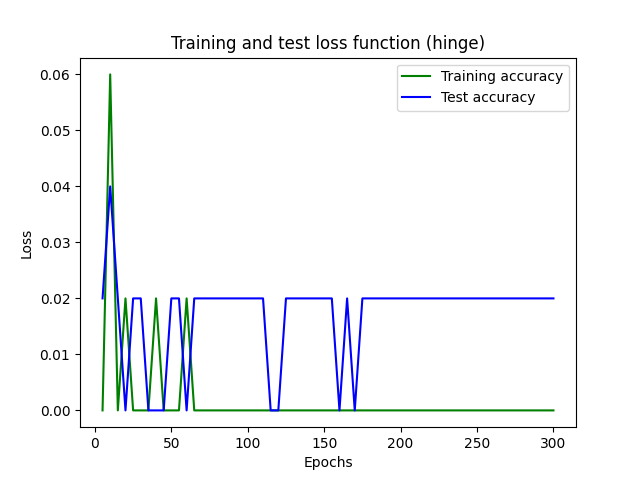 Training and test loss function (hinge)
Training accuracy
Test accuracy
Loss
0.06
0.05
0.04
0.03
0.02
0.01
0.00
0 50 100 150 200 250 300
Epochs